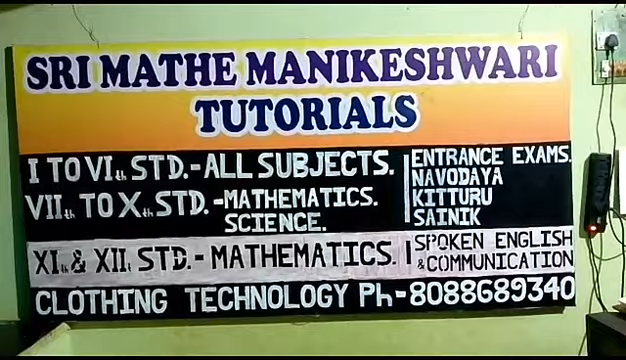 SRI MATHE MANIKESHWARI
TUTORIALS
I TO VIth STD.-ALL SUBJECTS.
VIIth TO Xth STD.-MATHEMATICS.
SCIENCE.
ENTRANCE EXAMS.
NAVODAYA
KITTURU
SAINIK
XIth & XIIt STD.- MATHEMATICS.
SPOKEN ENGLISH
& COMMUNICATION
CLOTHING TECHNOLOGY Ph-8088689340